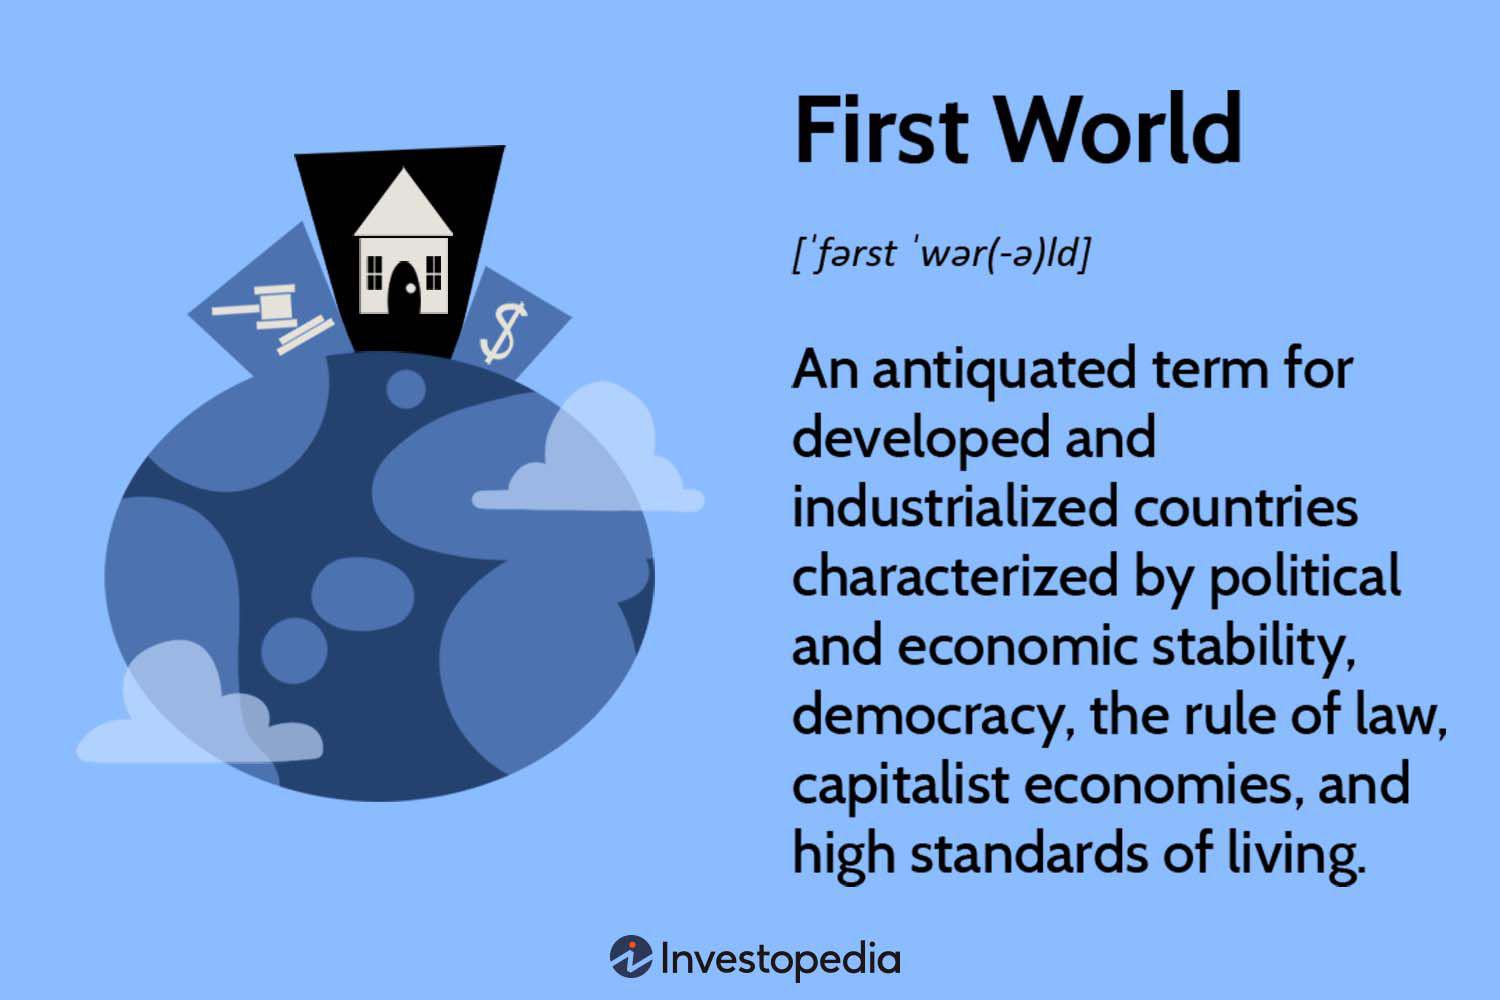 First World
[ˈfərst ˈwər(-ə)ld]
An antiquated term for
developed and
industrialized countries
characterized by political
and economic stability,
democracy, the rule of law,
capitalist economies, and
high standards of living.
$
Investopedia